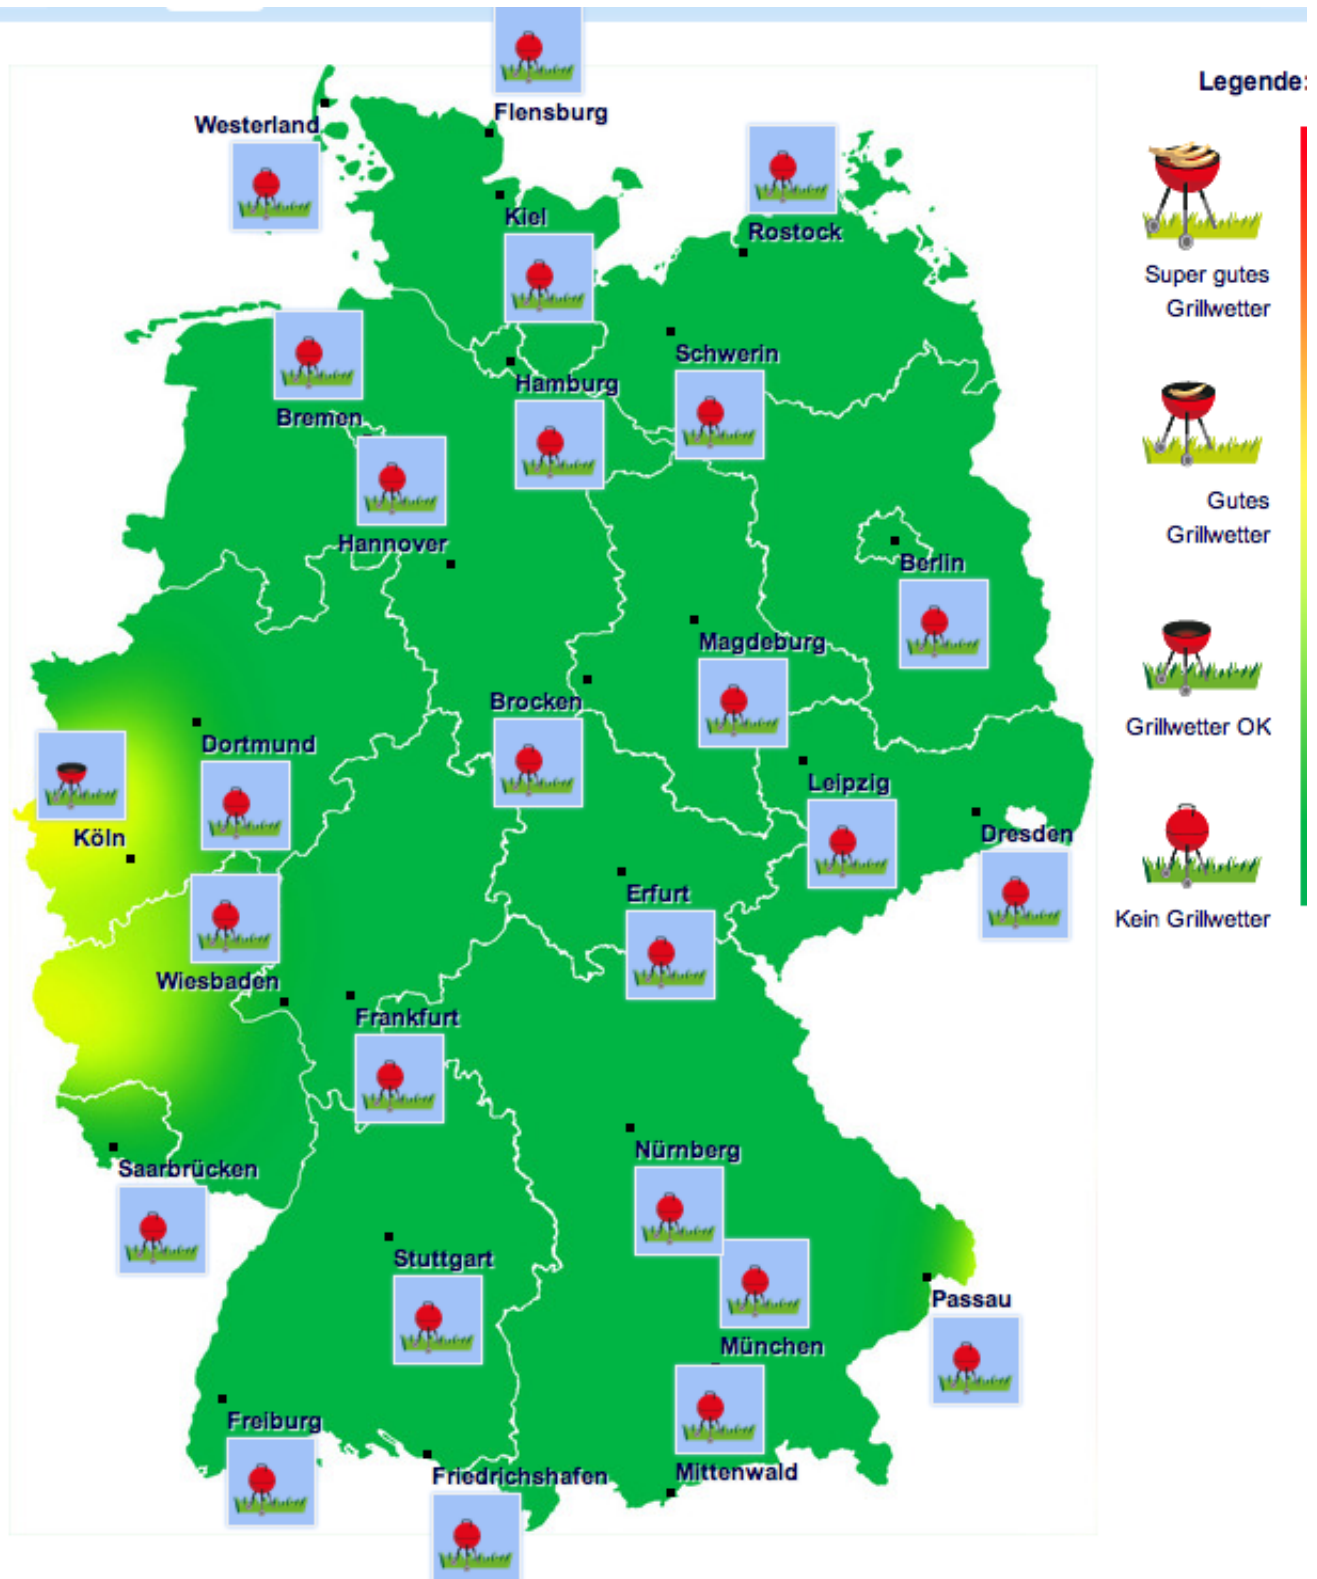 Flensburg
Legende:
Westerland
Kiel
Rostock
Super gutes
Grillwetter
Schwerin
Hamburg
Bremen
Gutes
Grillwetter
Hannover
Berlin
Magdeburg
Brocken
Dortmund
Grillwetter OK
Leipzig
Köln
Dresden
Erfurt
Kein Grillwetter
Wiesbaden
Frankfurt
Nürnberg
Saarbrücken
Stuttgart
Passau
München
Freiburg
Friedrichshafen
Mittenwald